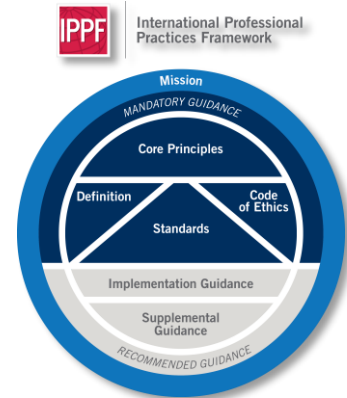 IPPF
International Professional
Practices Framework
Mission
MANDATORY GUIDANCE
Core Principles
Definition
Code
of Ethics
Standards
Implementation Guidance
Supplemental
Guidance
RECOMMENDED GUIDANCE